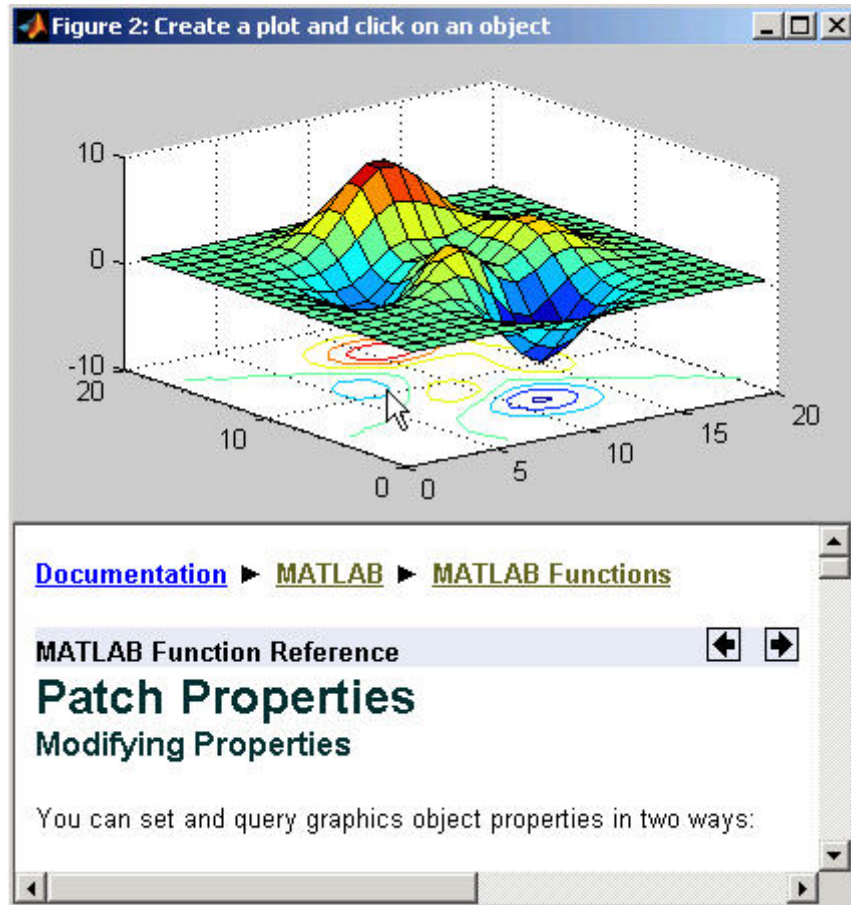 Figure 2: Create a plot and click on an object
10
0
-10
20
10
0
0
5
10
15
20
Documentation ► MATLAB ► MATLAB Functions
MATLAB Function Reference
Patch Properties
Modifying Properties
You can set and query graphics object properties in two ways: